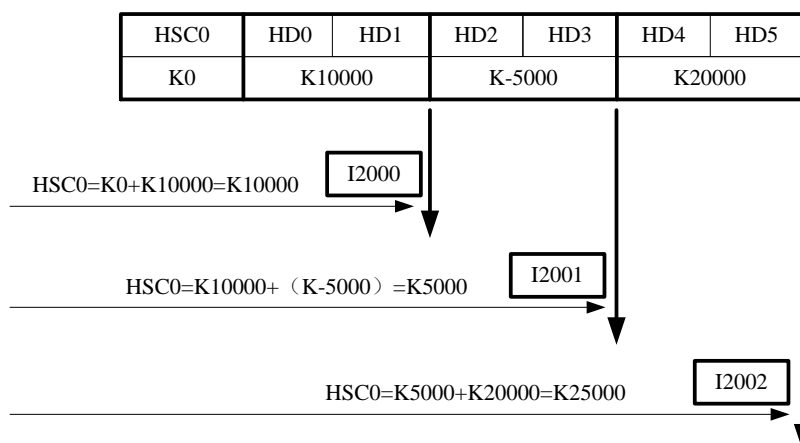 HSC0 HD0 HD1 HD2 HD3 HD4 HD5
K0 K10000 K-5000 K20000
I2000
HSC0=K0+K10000=K10000
I2001
HSC0=K10000+（K-5000）=K5000
I2002
HSC0=K5000+K20000=K25000